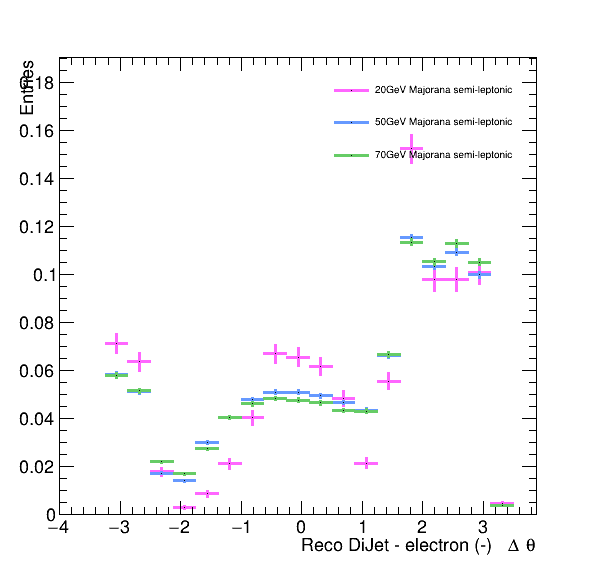 Entries
0.18
0.16
0.14
0.12
0.1
0.08
0.06
0.04
0.02
0
20GeV Majorana semi-leptonic
50GeV Majorana semi-leptonic
70GeV Majorana semi-leptonic
−4 −3 −2 −1 0 1 2 3
Reco DiJet - electron (-) Δ θ